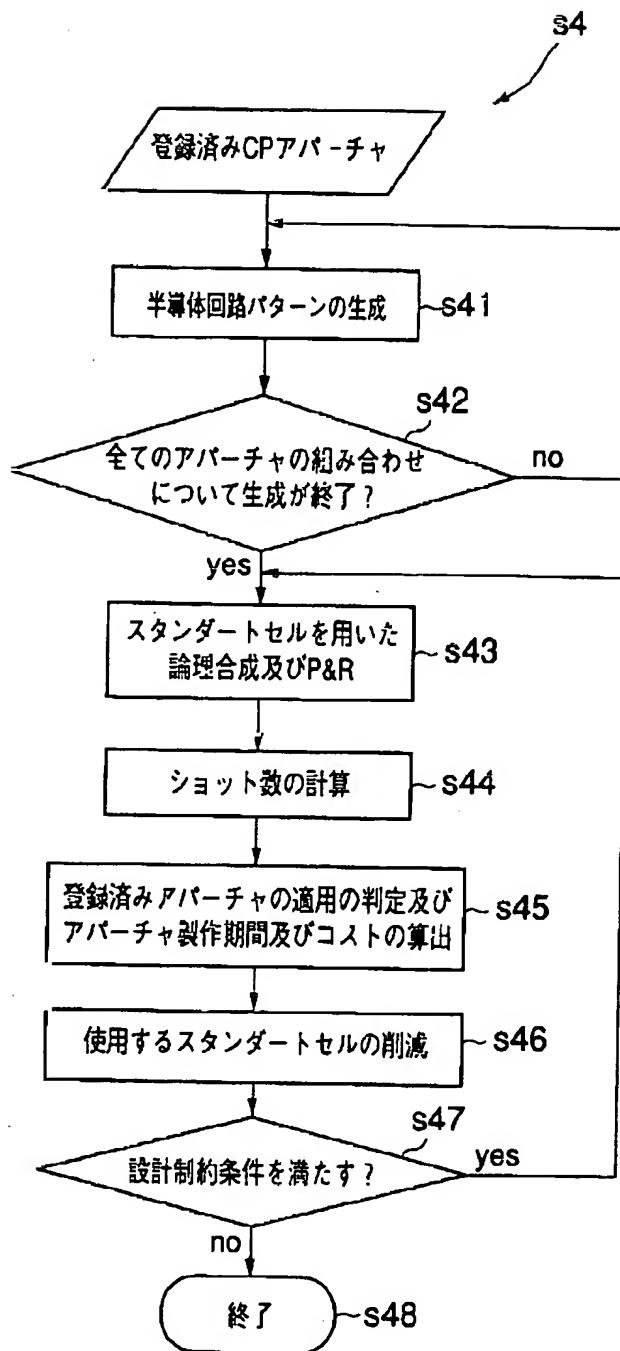 s4
登録済みCPアパーチャ
半導体回路パターンの生成
s41
s42
全てのアパーチャの組み合わせ
について生成が終了？
no
yes
スタンダートセルを用いた
論理合成及びP&R
s43
ショット数の計算
s44
登録済みアパーチャの適用の判定及び
アパーチャ製作期間及びコストの算出
s45
使用するスタンダートセルの削減
s46
s47
設計制約条件を満たす？
yes
no
終了
s48